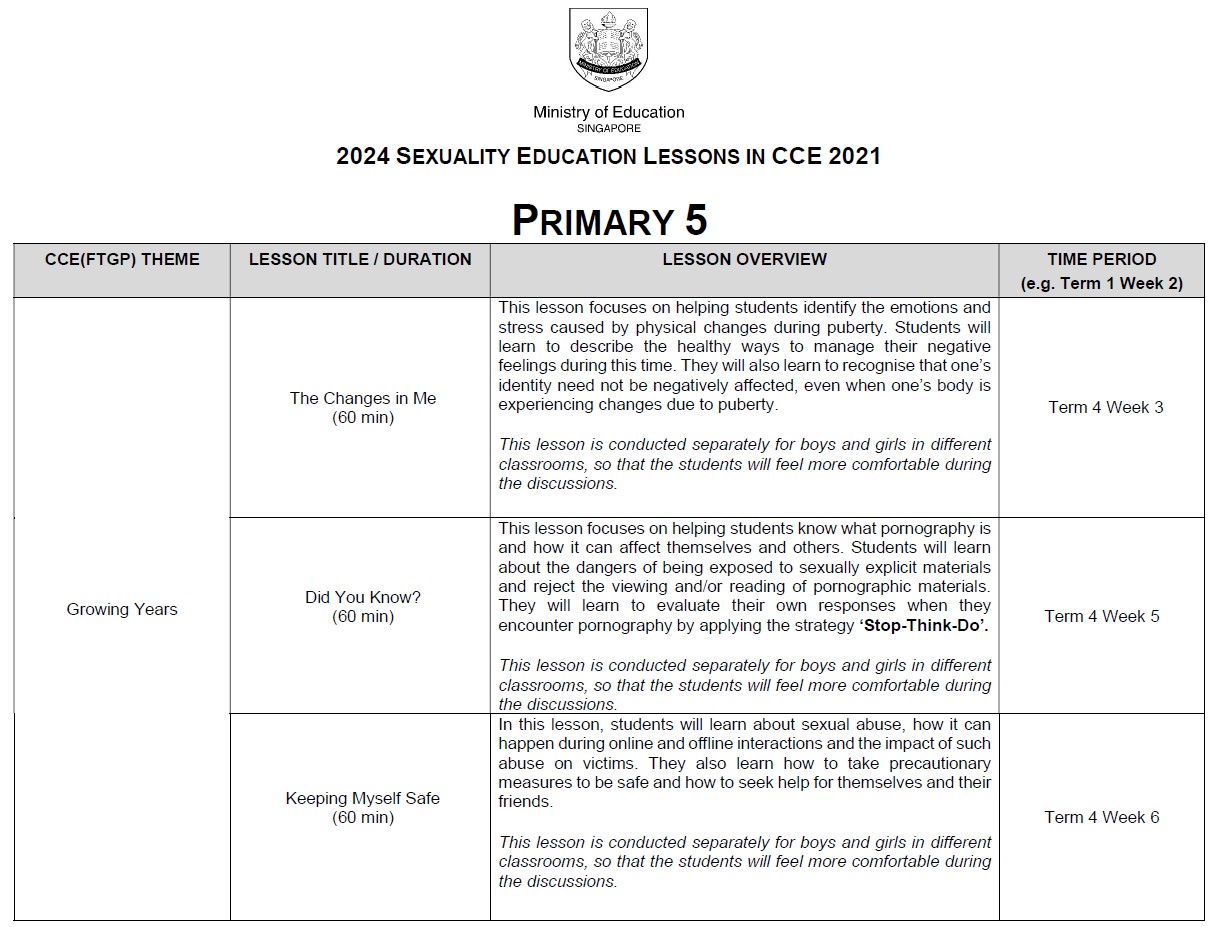 MINISTRY OF EDUCATION
SINGAPORE
Ministry of Education
SINGAPORE
2024 SEXUALITY EDUCATION LESSONS IN CCE 2021
PRIMARY 5
CCE(FTGP) THEME
LESSON TITLE / DURATION
LESSON OVERVIEW
TIME PERIOD
(e.g. Term 1 Week 2)
Growing Years
The Changes in Me
(60 min)
This lesson focuses on helping students identify the emotions and
stress caused by physical changes during puberty. Students will
learn to describe the healthy ways to manage their negative
feelings during this time. They will also learn to recognise that one’s
identity need not be negatively affected, even when one’s body is
experiencing changes due to puberty.
This lesson is conducted separately for boys and girls in different
classrooms, so that the students will feel more comfortable during
the discussions.
Term 4 Week 3
Did You Know?
(60 min)
This lesson focuses on helping students know what pornography is
and how it can affect themselves and others. Students will learn
about the dangers of being exposed to sexually explicit materials
and reject the viewing and/or reading of pornographic materials.
They will learn to evaluate their own responses when they
encounter pornography by applying the strategy ‘Stop-Think-Do’.
This lesson is conducted separately for boys and girls in different
classrooms, so that the students will feel more comfortable during
the discussions.
Term 4 Week 5
Keeping Myself Safe
(60 min)
In this lesson, students will learn about sexual abuse, how it can
happen during online and offline interactions and the impact of such
abuse on victims. They also learn how to take precautionary
measures to be safe and how to seek help for themselves and their
friends.
This lesson is conducted separately for boys and girls in different
classrooms, so that the students will feel more comfortable during
the discussions.
Term 4 Week 6